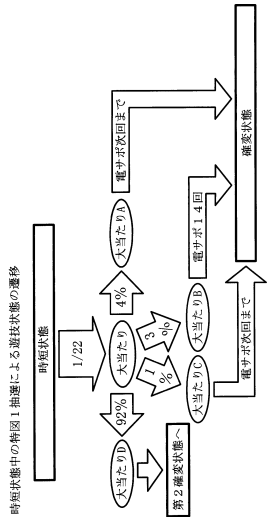 時短状態中の特図1抽選による遊技状態の遷移
時短状態
1/22
大当たり
4%
大当たりA
電サポ次回まで
3%
大当たりB
電サポ14回
1%
大当たりC
電サポ次回まで
確変状態
92%
大当たりD
第2確変状態へ